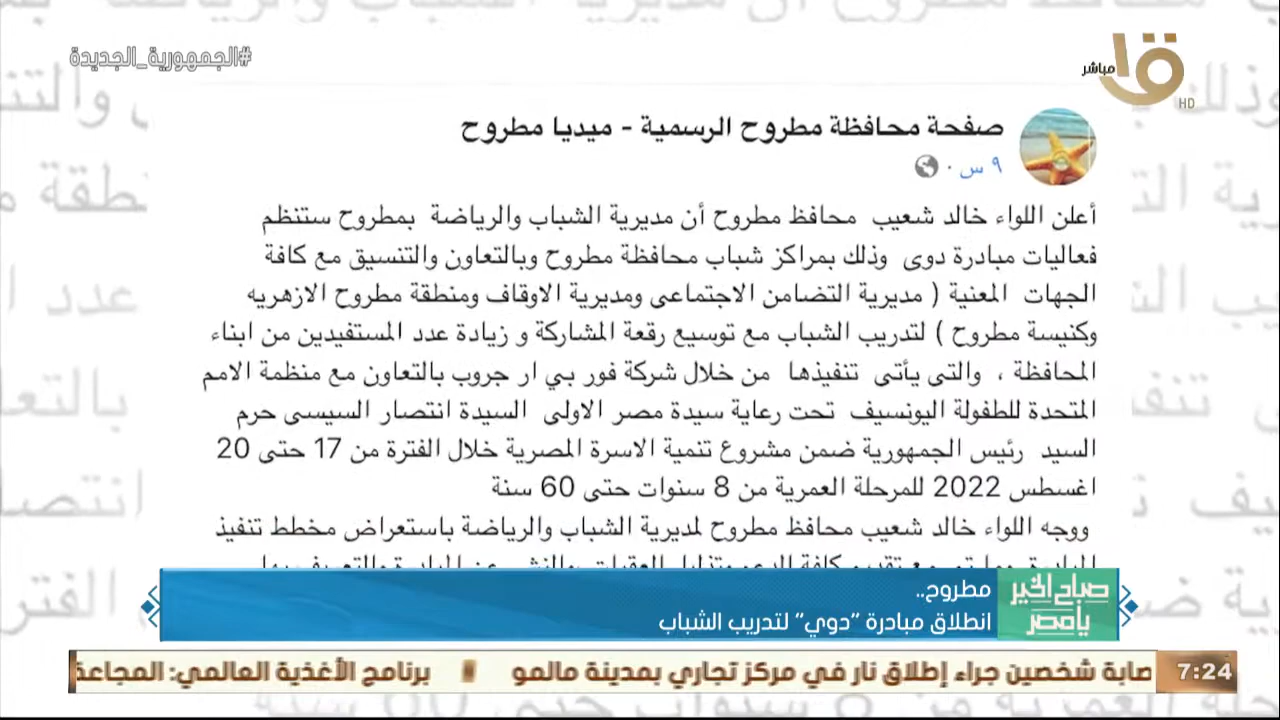 #الجمهورية_الجديدة
مباشر
HD
صفحة محافظة مطروح الرسمية - ميديا مطروح
٩ س ·
أعلن اللواء خالد شعيب محافظ مطروح أن مديرية الشباب والرياضة بمطروح ستنظم
فعاليات مبادرة دوى وذلك بمراكز شباب محافظة مطروح وبالتعاون والتنسيق مع كافة
الجهات المعنية ( مديرية التضامن الاجتماعى ومديرية الاوقاف ومنطقة مطروح الازهريه
وكنيسة مطروح ) لتدريب الشباب مع توسيع رقعة المشاركة و زيادة عدد المستفيدين من ابناء
المحافظة ، والتى يأتى تنفيذها من خلال شركة فور بي ار جروب بالتعاون مع منظمة الامم
المتحدة للطفولة اليونسيف تحت رعاية سيدة مصر الاولى السيدة انتصار السيسى حرم
السيد رئيس الجمهورية ضمن مشروع تنمية الاسرة المصرية خلال الفترة من 17 حتى 20
اغسطس 2022 للمرحلة العمرية من 8 سنوات حتى 60 سنة
ووجه اللواء خالد شعيب محافظ مطروح لمديرية الشباب والرياضة باستعراض مخطط تنفيذ
صباح الخير
يا مصر
مطروح..
انطلاق مبادرة “دوي” لتدريب الشباب
7:24
صابة شخصين جراء إطلاق نار في مركز تجاري بمدينة مالمو
برنامج الأغذية العالمي: المجاعة